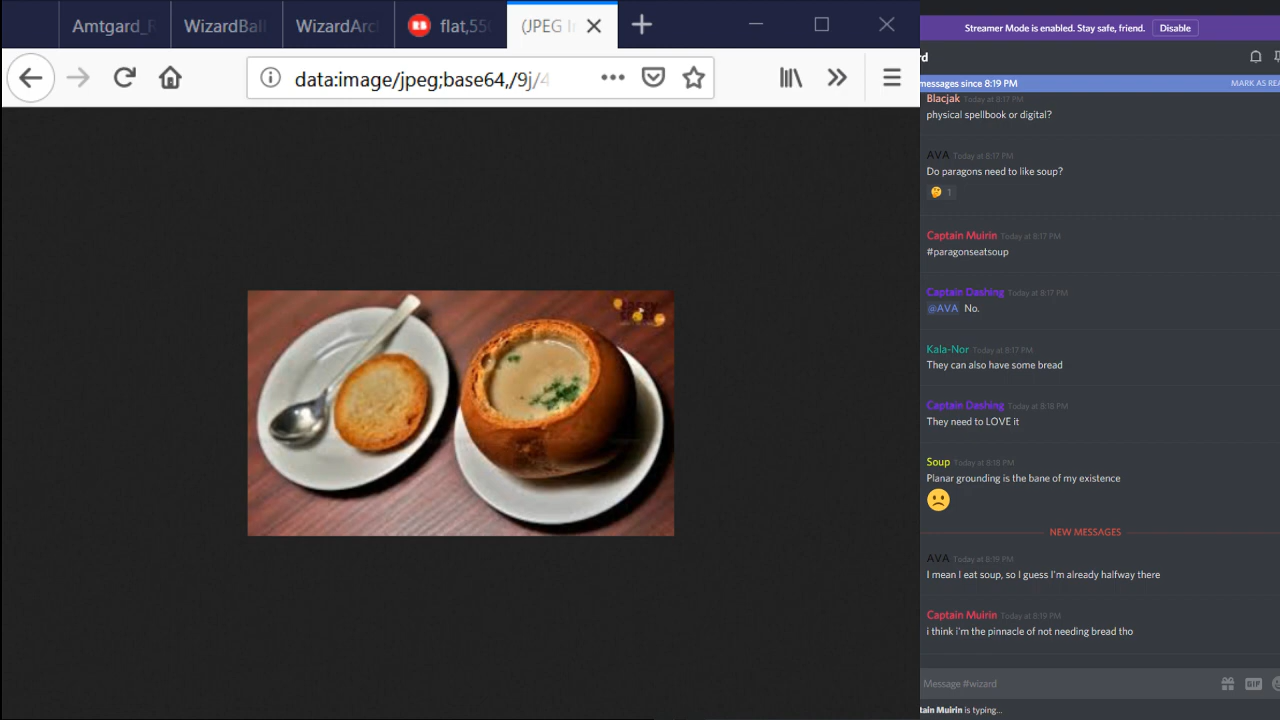 Amtgard_R
WizardBall
WizardArc
flat,550
(JPEG I
data:image/jpeg;base64,/9j/4
Streamer Mode is enabled. Stay safe, friend.
Disable
rd
messages since 8:19 PM
MARK AS REA
Blacjak Today at 8:17 PM
physical spellbook or digital?
AVA Today at 8:17 PM
Do paragons need to like soup?
1
Captain Muirin Today at 8:17 PM
#paragonseatsoup
Captain Dashing Today at 8:17 PM
@AVA No.
Kala-Nor Today at 8:17 PM
They can also have some bread
Captain Dashing Today at 8:18 PM
They need to LOVE it
Soup Today at 8:18 PM
Planar grounding is the bane of my existence
NEW MESSAGES
AVA Today at 8:19 PM
I mean I eat soup, so I guess I'm already halfway there
Captain Muirin Today at 8:19 PM
i think i'm the pinnacle of not needing bread tho
Message #wizard
GIF
tain Muirin is typing...